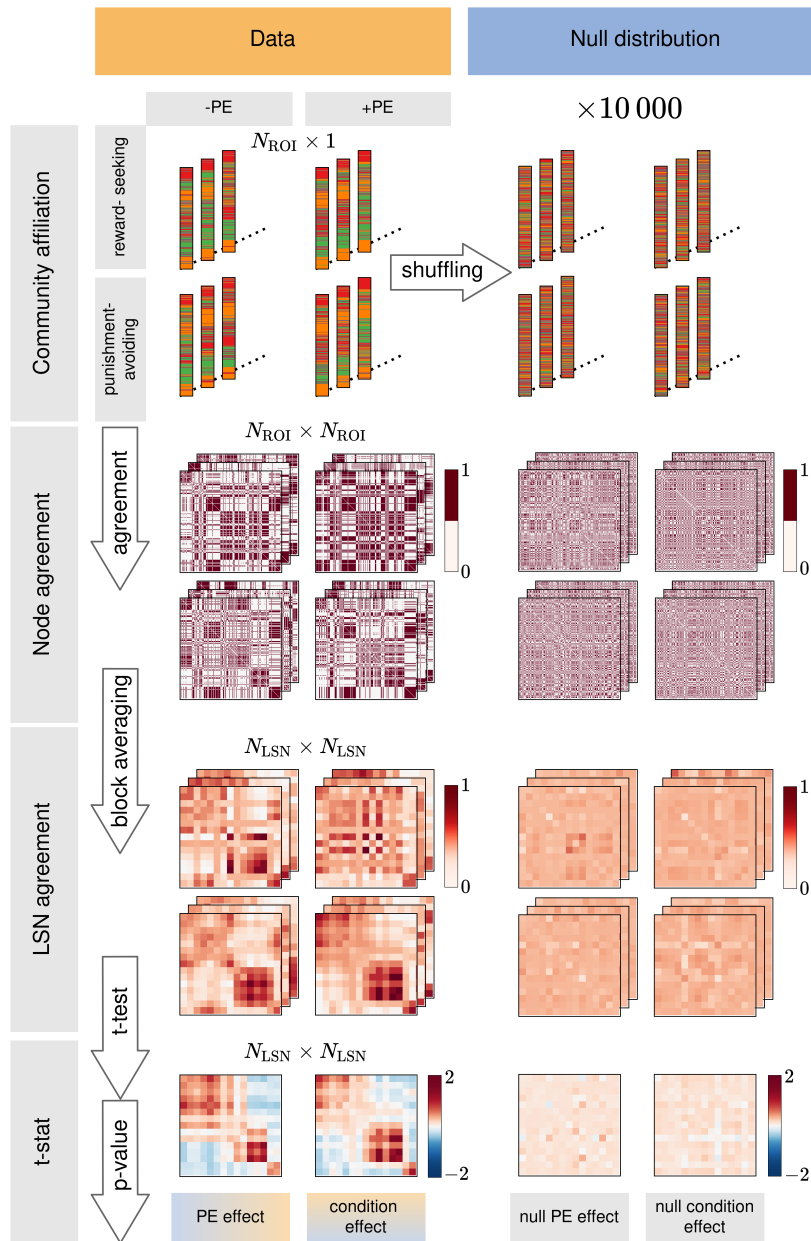 Data
Null distribution
-PE
+PE
×10 000
Community affiliation
reward- seeking
N_ROI × 1
shuffling
punishment-
avoiding
Node agreement
agreement
N_ROI × N_ROI
1
0
1
0
LSN agreement
block averaging
N_LSN × N_LSN
1
0
1
0
t-test
t-stat
p-value
N_LSN × N_LSN
2
−2
2
−2
PE effect
condition
effect
null PE effect
null condition
effect